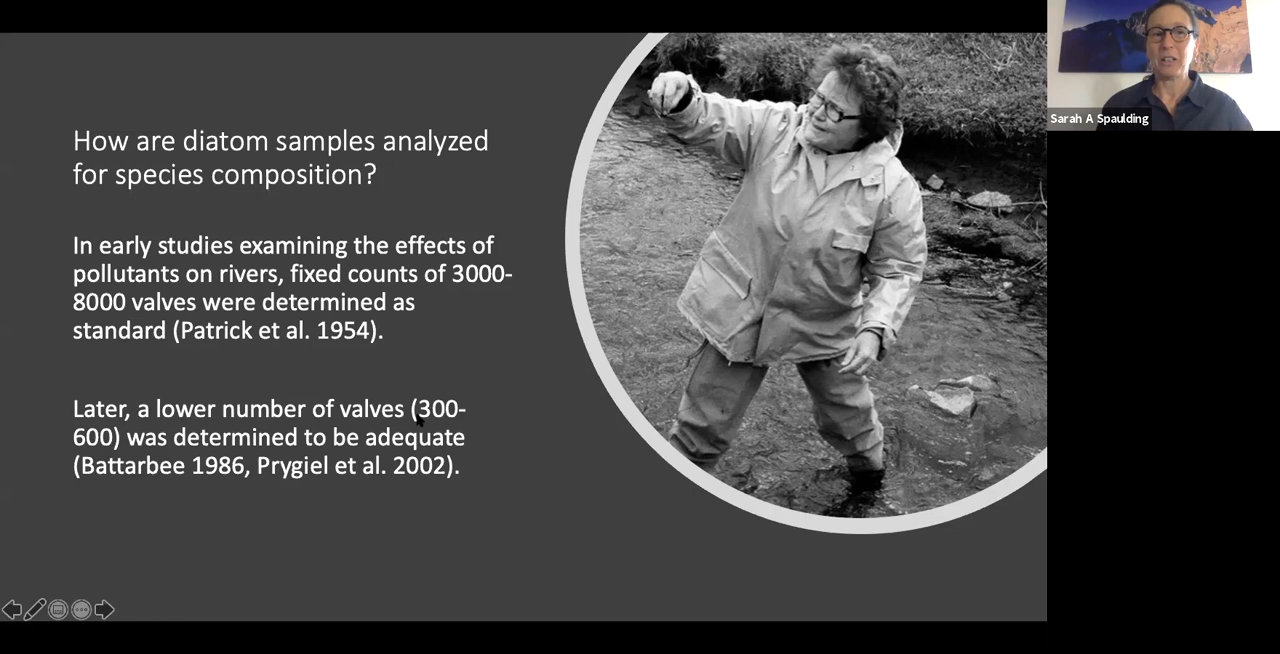 How are diatom samples analyzed
for species composition?
In early studies examining the effects of
pollutants on rivers, fixed counts of 3000-
8000 valves were determined as
standard (Patrick et al. 1954).
Later, a lower number of valves (300-
600) was determined to be adequate
(Battarbee 1986, Prygiel et al. 2002).
Sarah A Spaulding